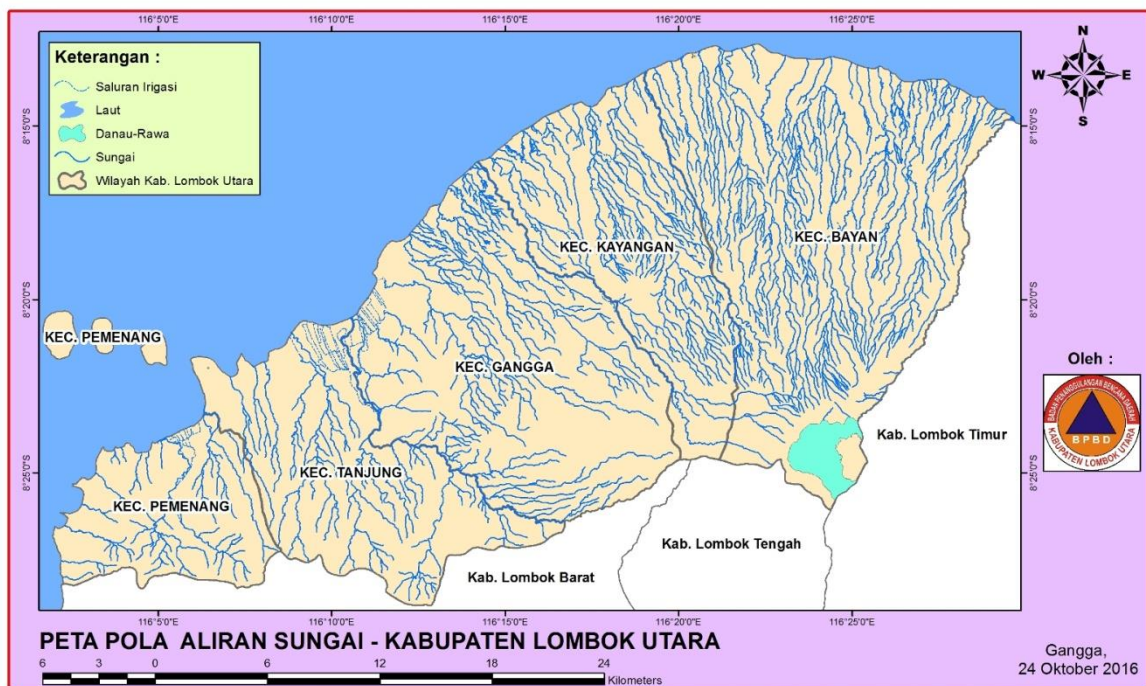 116°5'0"E
116°10'0"E
116°15'0"E
116°20'0"E
116°25'0"E
Keterangan :
Saluran Irigasi
Laut
Danau-Rawa
Sungai
Wilayah Kab. Lombok Utara
N
W E
S
8°15'0"S
8°15'0"S
KEC. KAYANGAN
KEC. BAYAN
8°20'0"S
8°20'0"S
KEC. PEMENANG
KEC. GANGGA
Oleh :
BADAN PENANGGULANGAN BENCANA DAERAH
BPBD
KABUPATEN LOMBOK UTARA
Kab. Lombok Timur
8°25'0"S
8°25'0"S
KEC. TANJUNG
KEC. PEMENANG
Kab. Lombok Tengah
Kab. Lombok Barat
116°5'0"E
116°10'0"E
116°15'0"E
116°20'0"E
116°25'0"E
PETA POLA ALIRAN SUNGAI - KABUPATEN LOMBOK UTARA
6 3 0 6 12 18 24
Kilometers
Gangga,
24 Oktober 2016